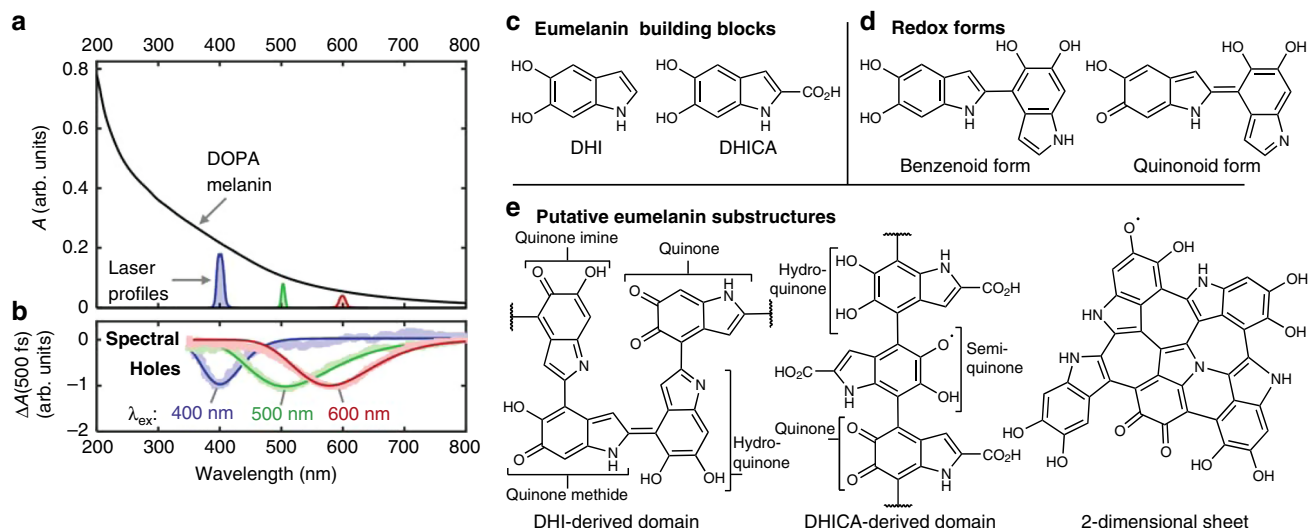 a
200 300 400 500 600 700 800
0.8
0.6
0.4
0.2
0
A (arb. units)
DOPA
melanin
Laser
profiles
b
0
−1
−2
ΔA(500 fs)
(arb. units)
Spectral
Holes
λex: 400 nm 500 nm 600 nm
200 300 400 500 600 700 800
Wavelength (nm)
c Eumelanin building blocks
HO
HO
N
H
DHI
HO
HO
N
H
CO2H
DHICA
d Redox forms
HO
HO
N
H
HO
OH
NH
Benzenoid form
HO
O
N
H
HO
OH
N
Quinonoid form
e Putative eumelanin substructures
Quinone imine
O
OH
N
Quinone
O
O
H
N
N
HO
O
N
H
HO
OH
Hydro-
quinone
Quinone methide
DHI-derived domain
Hydro-
quinone
HO
HO
H
N
CO2H
HO2C
N
H
O•
OH
Semi-
quinone
Quinone
O
O
N
H
CO2H
DHICA-derived domain
O•
OH
H
N
OH
OH
HN
H
N
N
NH
HO
HO
O
O
HO
OH
2-dimensional sheet